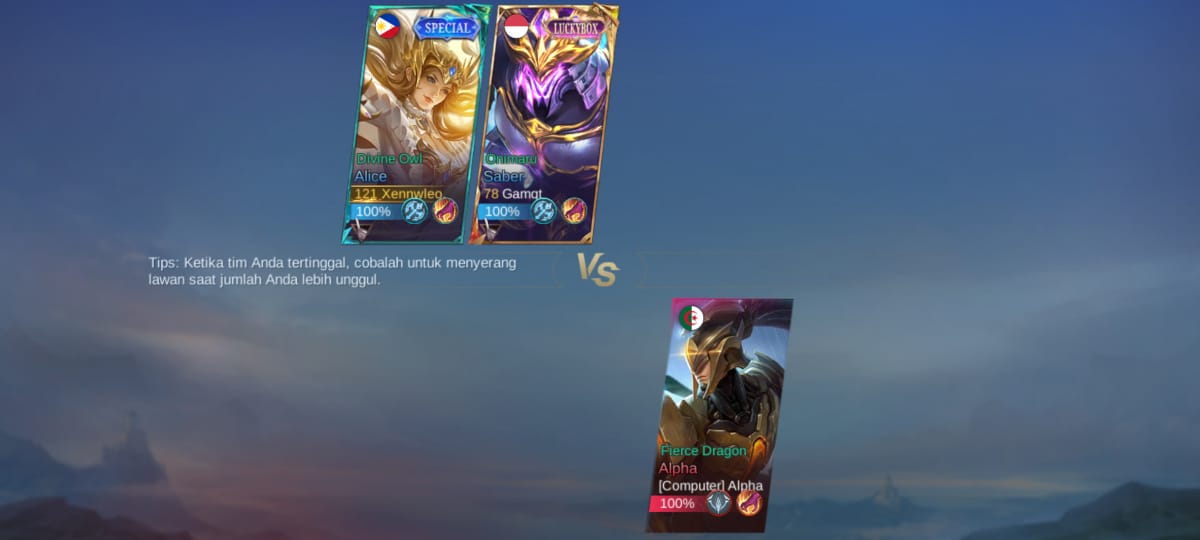 SPECIAL
LUCKYBOX
Divine Owl
Alice
121 Xennwleo
100%
Onimaru
Saber
78 Gamqt
100%
Tips: Ketika tim Anda tertinggal, cobalah untuk menyerang
lawan saat jumlah Anda lebih unggul.
VS
Fierce Dragon
Alpha
[Computer] Alpha
100%